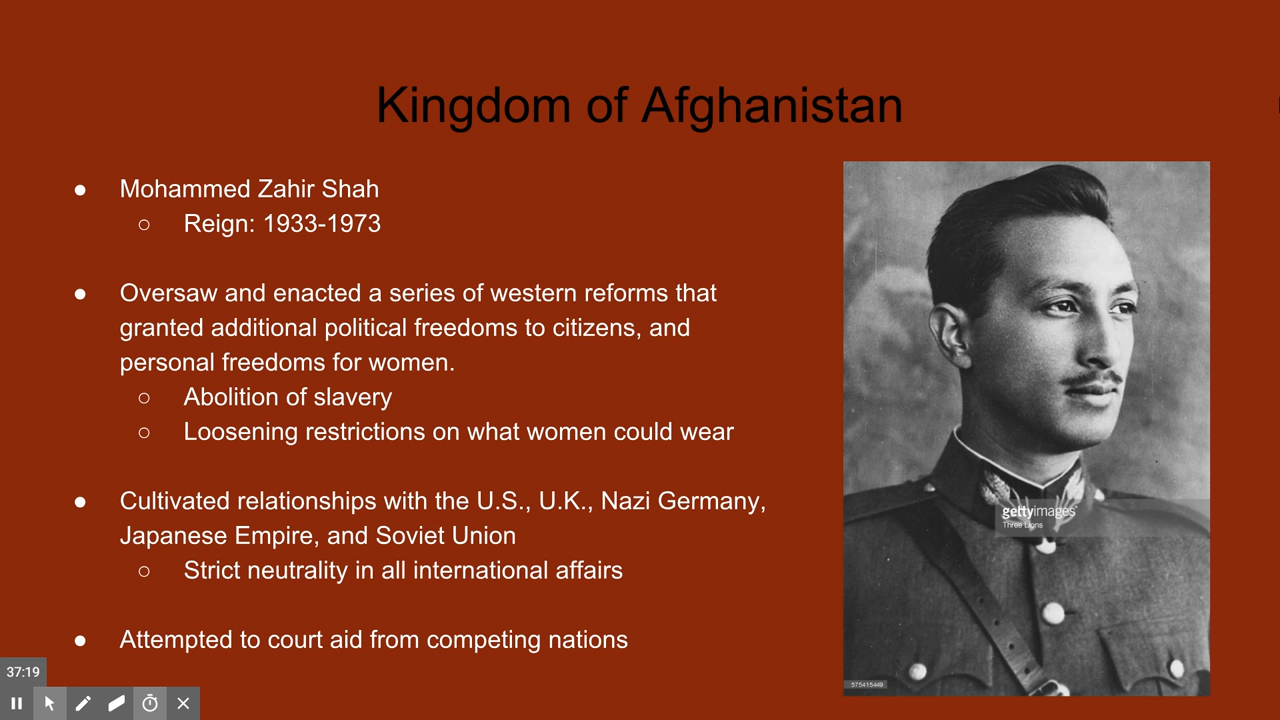 Kingdom of Afghanistan
● Mohammed Zahir Shah
○ Reign: 1933-1973
● Oversaw and enacted a series of western reforms that
granted additional political freedoms to citizens, and
personal freedoms for women.
○ Abolition of slavery
○ Loosening restrictions on what women could wear
● Cultivated relationships with the U.S., U.K., Nazi Germany,
Japanese Empire, and Soviet Union
○ Strict neutrality in all international affairs
● Attempted to court aid from competing nations
gettyimages
Three Lions
575415449
37:19